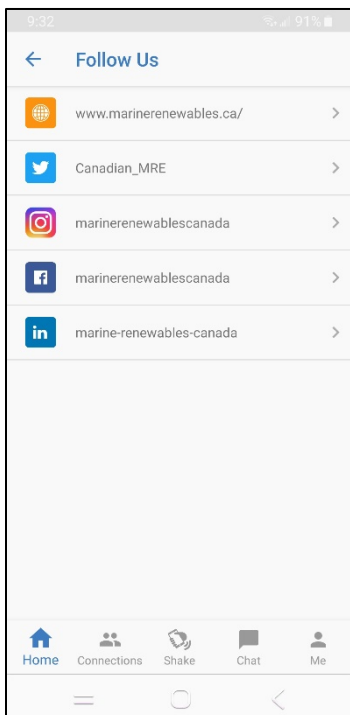 9:32
91%
Follow Us
www.marinerenewables.ca/
Canadian_MRE
marinerenewablescanada
marinerenewablescanada
in marine-renewables-canada
Home Connections Shake Chat Me